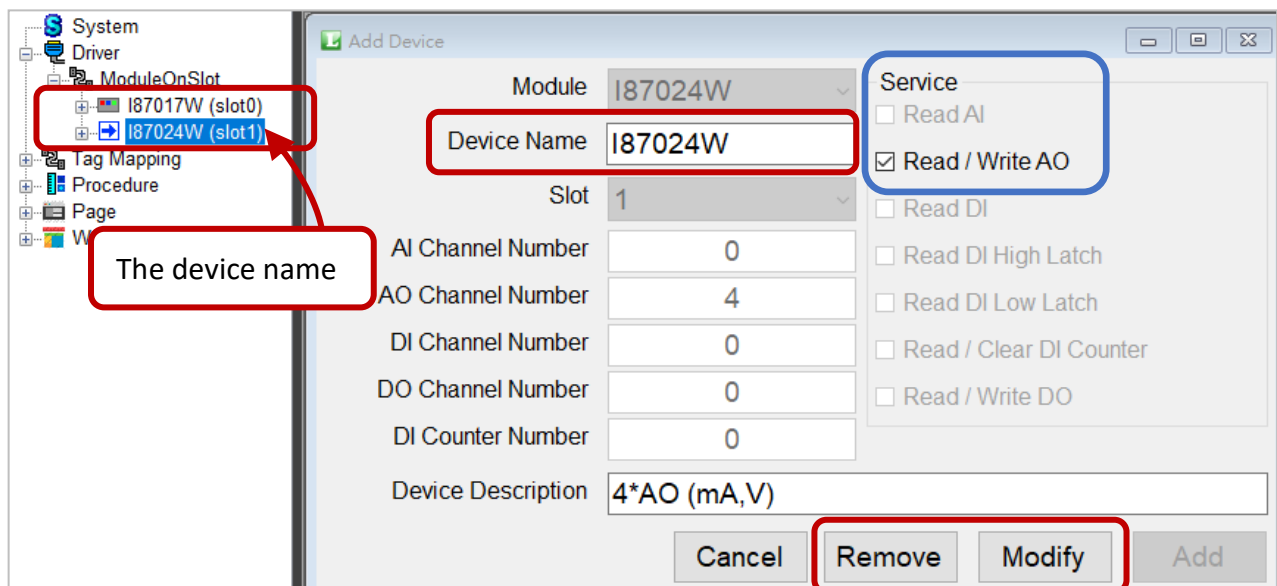 System
Driver
ModuleOnSlot
I87017W (slot0)
I87024W (slot1)
Tag Mapping
Procedure
Page
W
The device name
Add Device
Module I87024W
Device Name I87024W
Slot 1
AI Channel Number 0
AO Channel Number 4
DI Channel Number 0
DO Channel Number 0
DI Counter Number 0
Service
Read AI
Read / Write AO
Read DI
Read DI High Latch
Read DI Low Latch
Read / Clear DI Counter
Read / Write DO
Device Description 4*AO (mA,V)
Cancel Remove Modify Add